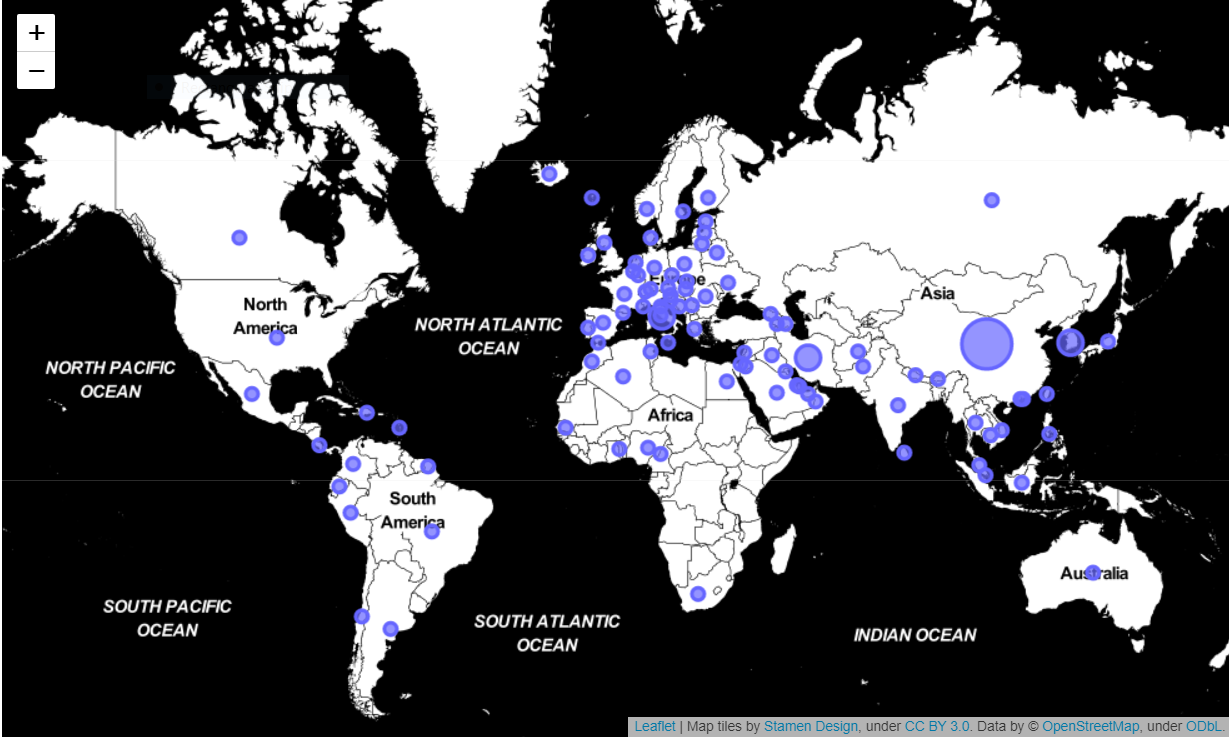 +
−
North
America
NORTH ATLANTIC
OCEAN
Europe
Asia
NORTH PACIFIC
OCEAN
Africa
South
America
Australia
SOUTH PACIFIC
OCEAN
SOUTH ATLANTIC
OCEAN
INDIAN OCEAN
Leaflet | Map tiles by Stamen Design, under CC BY 3.0. Data by © OpenStreetMap, under ODbL.